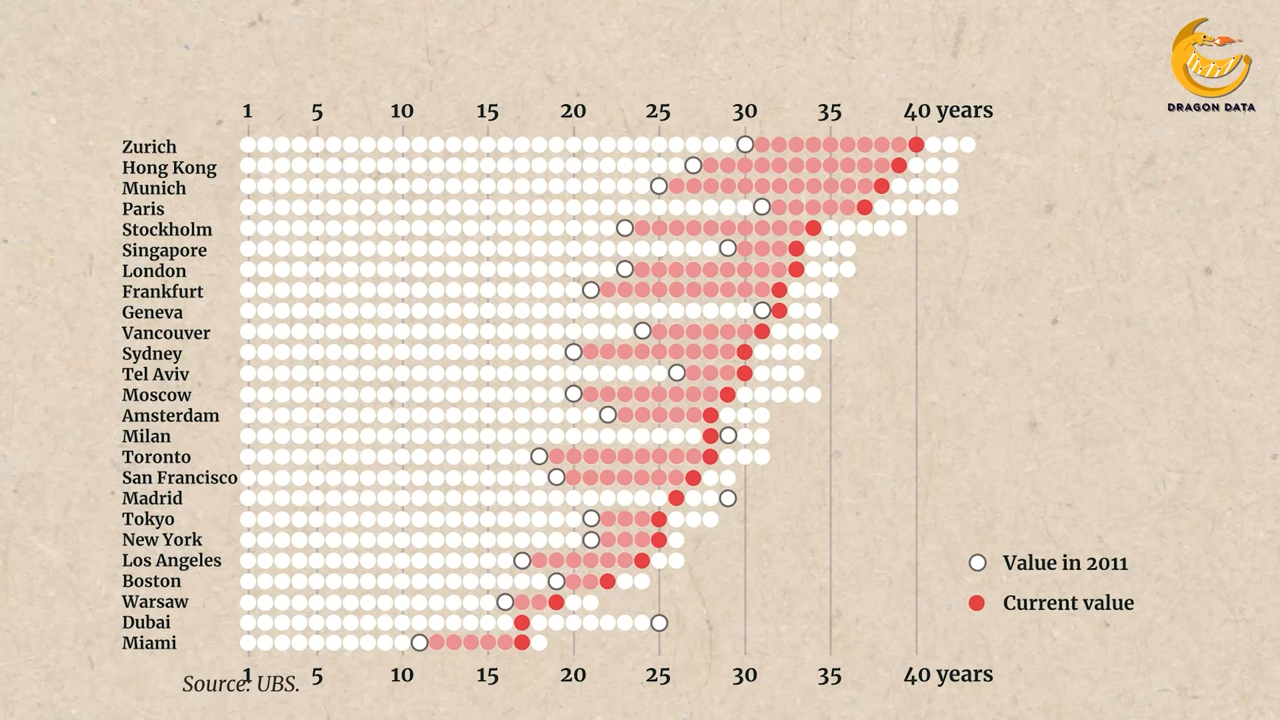 DRAGON DATA
1 5 10 15 20 25 30 35 40 years
Zurich
Hong Kong
Munich
Paris
Stockholm
Singapore
London
Frankfurt
Geneva
Vancouver
Sydney
Tel Aviv
Moscow
Amsterdam
Milan
Toronto
San Francisco
Madrid
Tokyo
New York
Los Angeles
Boston
Warsaw
Dubai
Miami
Value in 2011
Current value
1 5 10 15 20 25 30 35 40 years
Source: UBS.